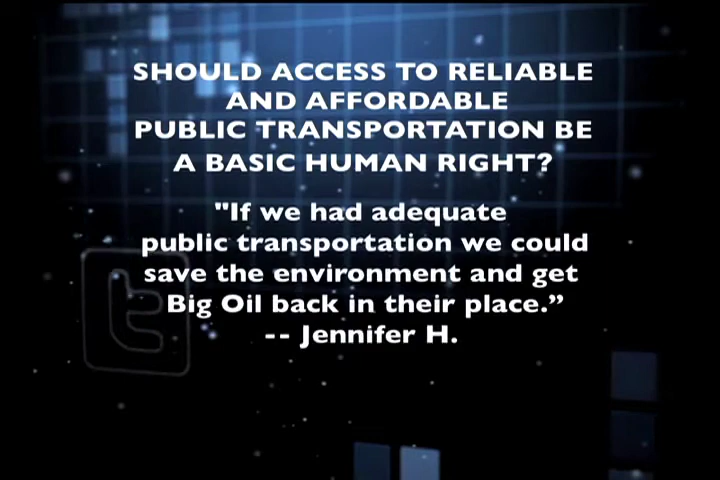 SHOULD ACCESS TO RELIABLE
AND AFFORDABLE
PUBLIC TRANSPORTATION BE
A BASIC HUMAN RIGHT?
"If we had adequate
public transportation we could
save the environment and get
Big Oil back in their place.”
-- Jennifer H.